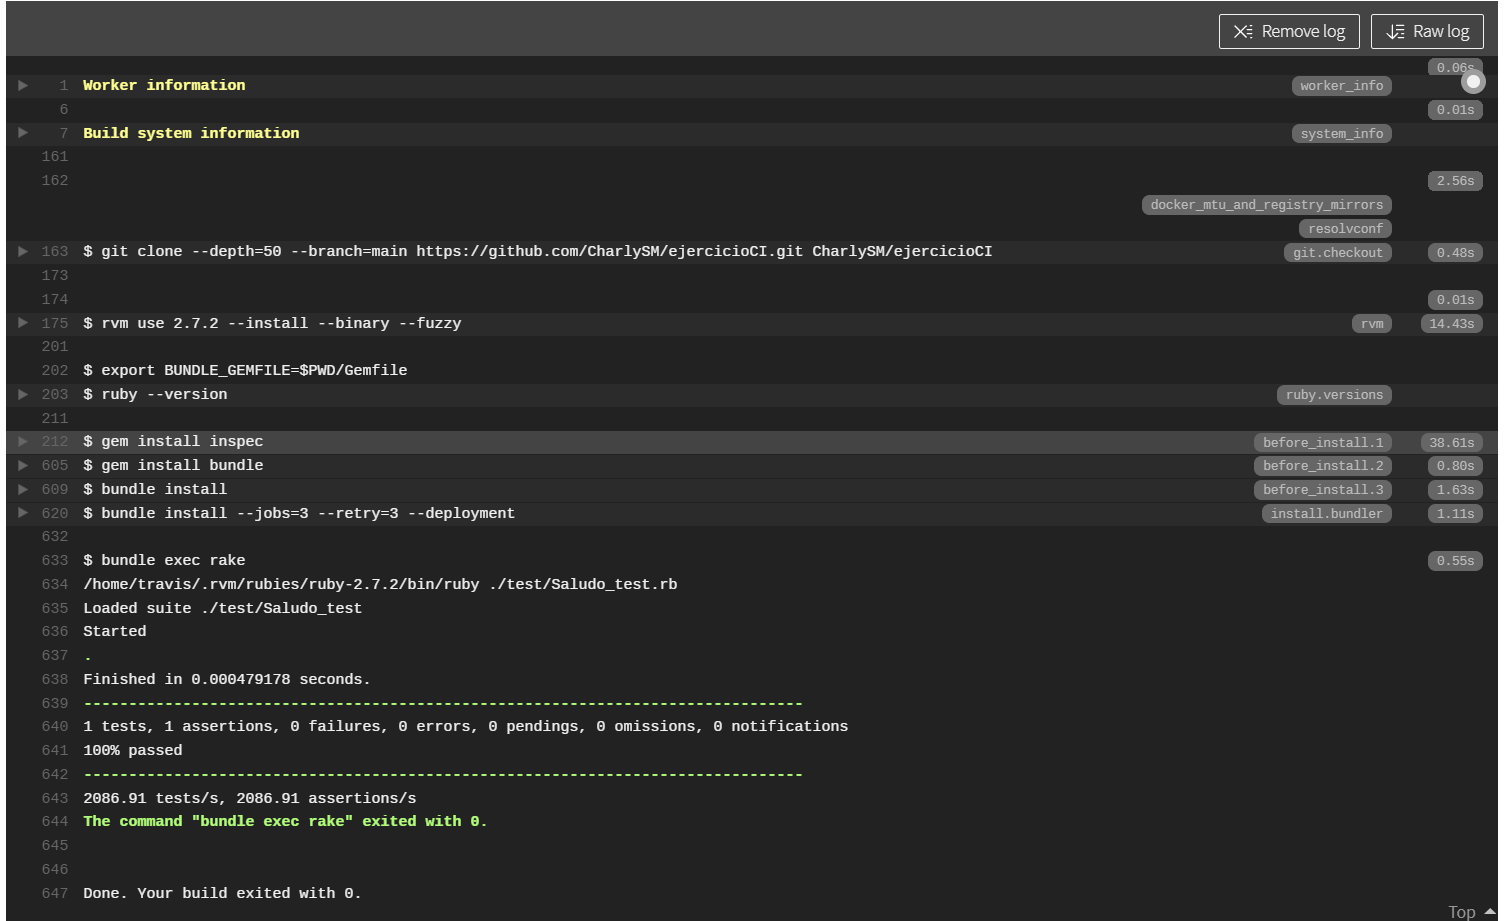 Remove log Raw log
0.06s
1 Worker information worker_info
6 0.01s
7 Build system information system_info
161
162 2.56s
docker_mtu_and_registry_mirrors
resolvconf
163 $ git clone --depth=50 --branch=main https://github.com/CharlySM/ejercicioCI.git CharlySM/ejercicioCI git.checkout 0.48s
173
174 0.01s
175 $ rvm use 2.7.2 --install --binary --fuzzy rvm 14.43s
201
202 $ export BUNDLE_GEMFILE=$PWD/Gemfile
203 $ ruby --version ruby.versions
211
212 $ gem install inspec before_install.1 38.61s
605 $ gem install bundle before_install.2 0.80s
609 $ bundle install before_install.3 1.63s
620 $ bundle install --jobs=3 --retry=3 --deployment install.bundler 1.11s
632
633 $ bundle exec rake 0.55s
634 /home/travis/.rvm/rubies/ruby-2.7.2/bin/ruby ./test/Saludo_test.rb
635 Loaded suite ./test/Saludo_test
636 Started
637 .
638 Finished in 0.000479178 seconds.
639 --------------------------------------------------------------------------------
640 1 tests, 1 assertions, 0 failures, 0 errors, 0 pendings, 0 omissions, 0 notifications
641 100% passed
642 --------------------------------------------------------------------------------
643 2086.91 tests/s, 2086.91 assertions/s
644 The command "bundle exec rake" exited with 0.
645
646
647 Done. Your build exited with 0.
Top